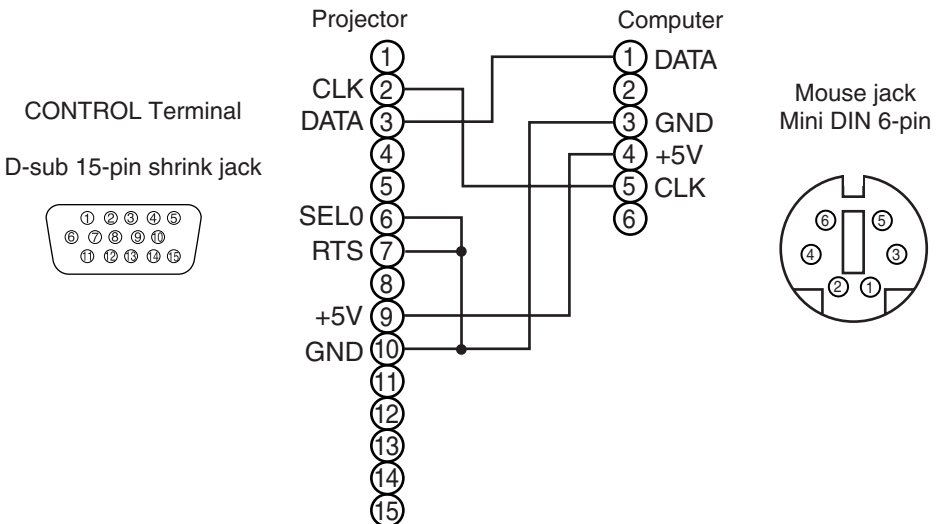 Projector
Computer
CONTROL Terminal
D-sub 15-pin shrink jack
1 2 3 4 5
6 7 8 9 10
11 12 13 14 15
1
CLK 2
DATA 3
4
5
SEL0 6
RTS 7
8
+5V 9
GND 10
11
12
13
14
15
1 DATA
2
3 GND
4 +5V
5 CLK
6
Mouse jack
Mini DIN 6-pin
6 5
4 3
2 1